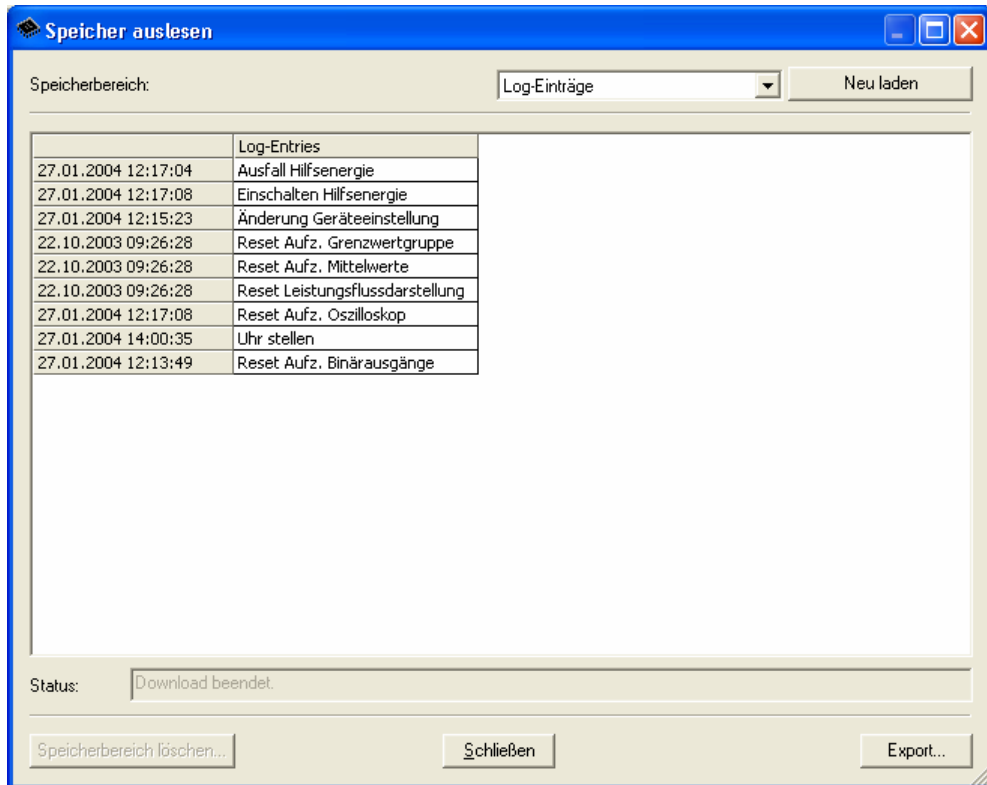 Speicher auslesen
Speicherbereich: Log-Einträge Neu laden
Log-Entries
27.01.2004 12:17:04 Ausfall Hilfsenergie
27.01.2004 12:17:08 Einschalten Hilfsenergie
27.01.2004 12:15:23 Änderung Geräteeinstellung
22.10.2003 09:26:28 Reset Aufz. Grenzwertgruppe
22.10.2003 09:26:28 Reset Aufz. Mittelwerte
22.10.2003 09:26:28 Reset Leistungsflussdarstellung
27.01.2004 12:17:08 Reset Aufz. Oszilloskop
27.01.2004 14:00:35 Uhr stellen
27.01.2004 12:13:49 Reset Aufz. Binärausgänge
Status: Download beendet.
Speicherbereich löschen... Schließen Export...